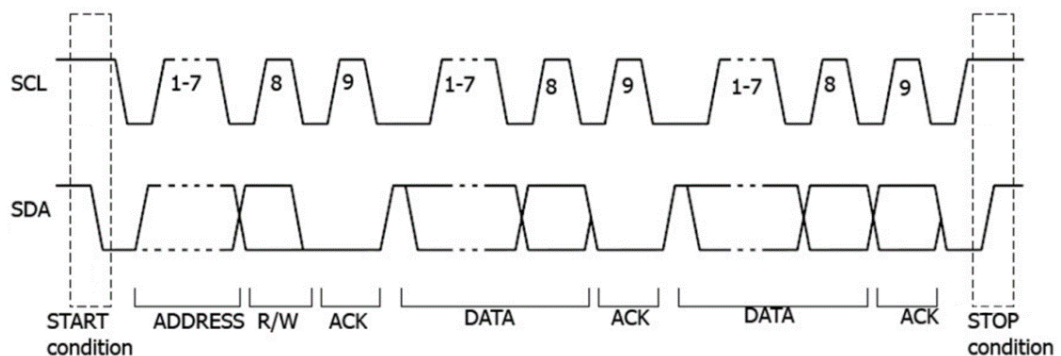 SCL
1-7 8 9 1-7 8 9 1-7 8 9
SDA
START
condition
ADDRESS R/W ACK DATA ACK DATA ACK
STOP
condition